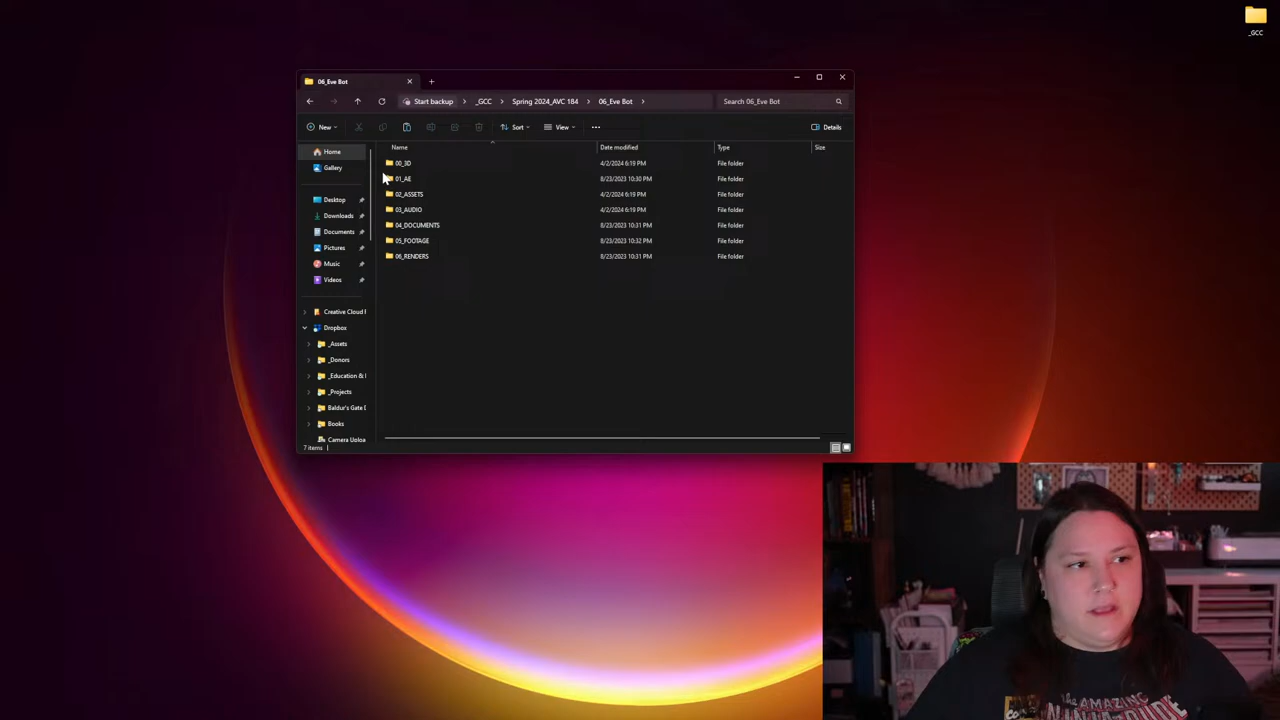 _GCC
06_Eve Bot
Start backup > _GCC > Spring 2024_AVC 184 > 06_Eve Bot >
Search 06_Eve Bot
New Sort View ... Details
Name Date modified Type Size
00_3D 4/2/2024 6:19 PM File folder
01_AE 8/23/2023 10:30 PM File folder
02_ASSETS 4/2/2024 6:19 PM File folder
03_AUDIO 4/2/2024 6:19 PM File folder
04_DOCUMENTS 8/23/2023 10:31 PM File folder
05_FOOTAGE 8/23/2023 10:32 PM File folder
06_RENDERS 8/23/2023 10:31 PM File folder
Home
Gallery
Desktop
Downloads
Documents
Pictures
Music
Videos
Creative Cloud F
Dropbox
_Assets
_Donors
_Education & I
_Projects
Baldur's Gate D
Books
Camera Uploa
7 items
the AMAZING